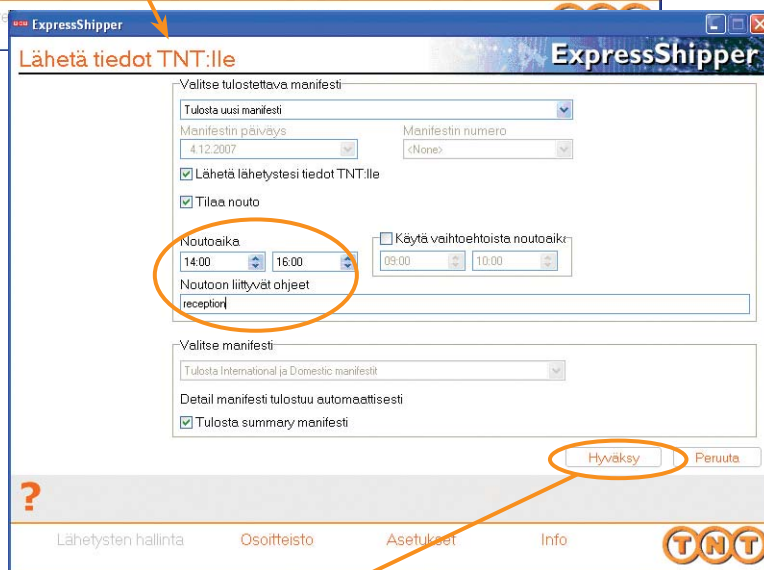 ExpressShipper
Lähetä tiedot TNT:lle
ExpressShipper
Valitse tulostettava manifesti
Tulosta uusi manifesti
Manifestin päiväys Manifestin numero
4.12.2007 <None>
Lähetä lähetystesi tiedot TNT:lle
Tilaa nouto
Noutoaika Käytä vaihtoehtoista noutoaika
14:00 16:00 09:00 10:00
Noutoon liittyvät ohjeet
reception
Valitse manifesti
Tulosta International ja Domestic manifestit
Detail manifesti tulostuu automaattisesti
Tulosta summary manifesti
Hyväksy Peruuta
?
Lähetysten hallinta Osoitteisto Asetukset Info TNT